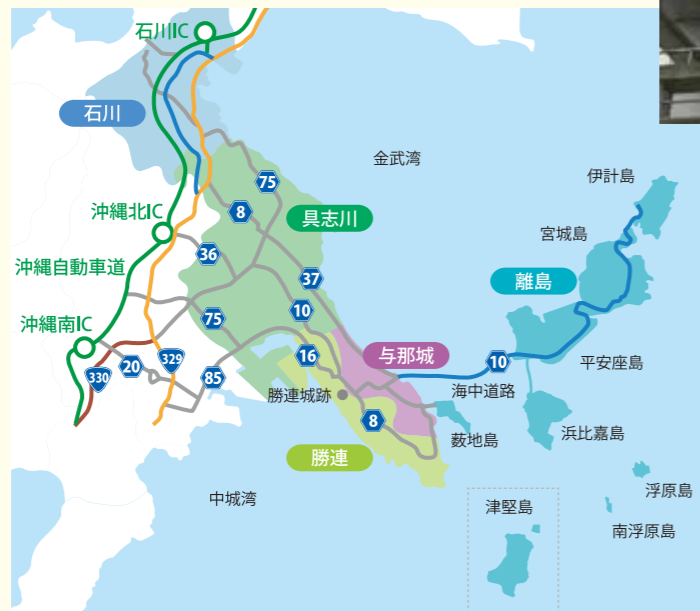 石川IC
石川
金武湾
伊計島
75
沖縄北IC
8
具志川
宮城島
36
沖縄自動車道
37
離島
10
沖縄南IC
75
329
16
与那城
10
平安座島
330
20
85
勝連城跡
海中道路
8
藪地島
浜比嘉島
勝連
浮原島
中城湾
津堅島
南浮原島